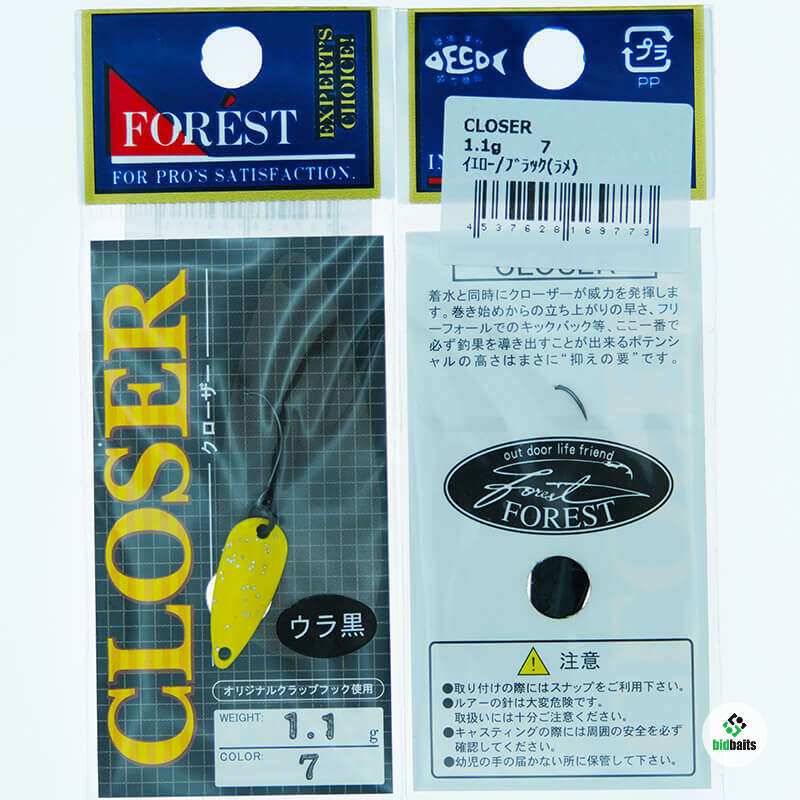 FORÉST
EXPERT'S
CHOICE!
FOR PRO'S SATISFACTION.
CLOSER
クローザー
ウラ黒
オリジナルクラップフック使用
WEIGHT:
1.1 g
COLOR:
7
ECO
プラ
PP
CLOSER
1.1g 7
イエロー/ブラック(ラメ)
4537628169773
CLOSER
着水と同時にクローザーが威力を発揮しま
す。巻き始めからの立ち上がりの早さ、フリ
ーフォールでのキックバック等、ここ一番で
必ず釣果を導き出すことが出来るポテンシ
ャルの高さはまさに“抑えの要”です。
out door life friend
Forest
FOREST
注意
●取り付けの際にはスナップをご利用下さい。
●ルアーの針は大変危険です。
取扱いには十分ご注意ください。
●キャスティングの際には周囲の安全を必ず
確認してください。
●幼児の手の届かない所に保管して下さい。
bidbaits